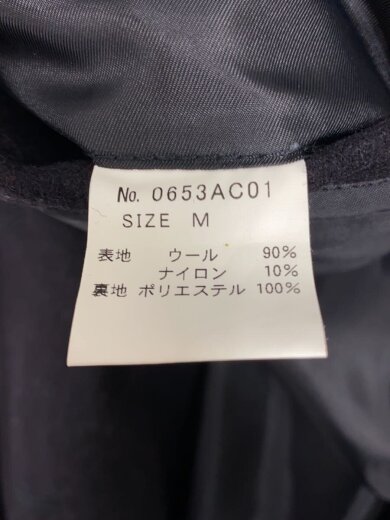 No. 0653AC01
SIZE M
表地 ウール 90%
ナイロン 10%
裏地 ポリエステル 100%